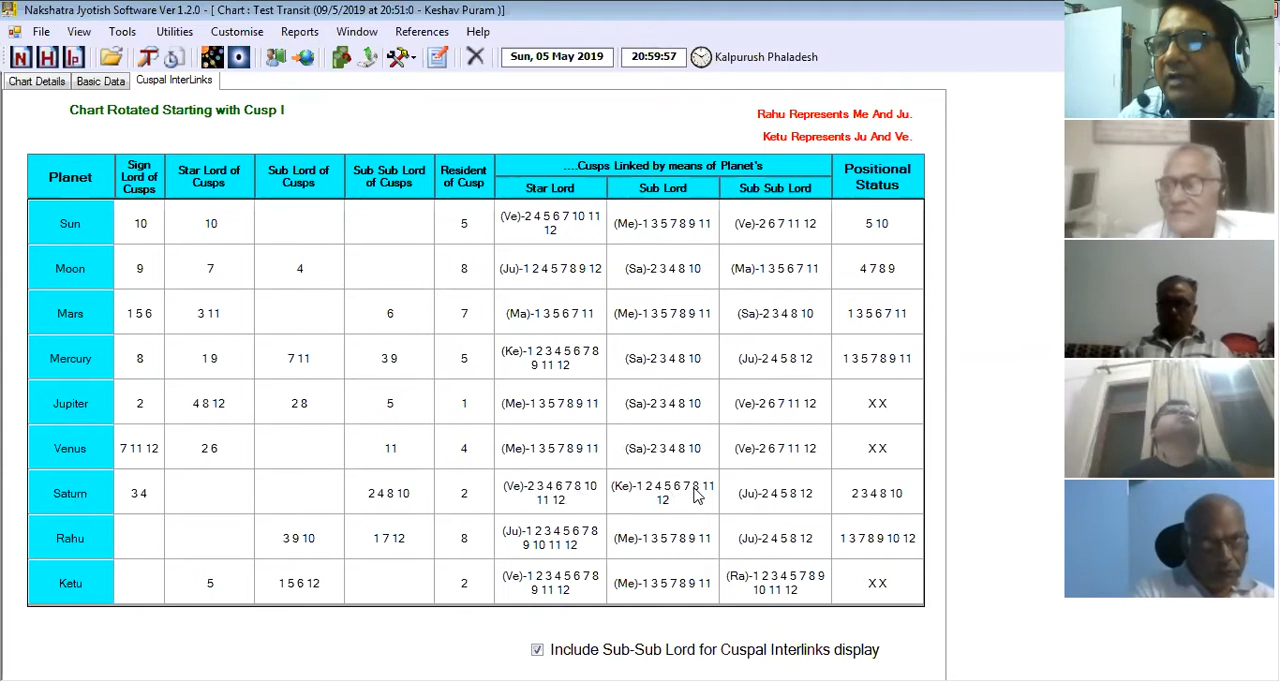 Nakshatra Jyotish Software Ver 1.2.0 - [ Chart : Test Transit (09/5/2019 at 20:51:0 - Keshav Puram ) ]
File View Tools Utilities Customise Reports Window References Help
N H Ip Sun, 05 May 2019 20:59:57 Kalpurush Phaladesh
Chart Details Basic Data Cuspal InterLinks
Chart Rotated Starting with Cusp I
Rahu Represents Me And Ju.
Ketu Represents Ju And Ve.
Planet Sign Lord of Cusps Star Lord of Cusps Sub Lord of Cusps Sub Sub Lord of Cusps Resident of Cusp ....Cusps Linked by means of Planet's Positional Status
Star Lord Sub Lord Sub Sub Lord
Sun 10 10 5 (Ve)-2 4 5 6 7 10 11 12 (Me)-1 3 5 7 8 9 11 (Ve)-2 6 7 11 12 5 10
Moon 9 7 4 8 (Ju)-1 2 4 5 7 8 9 12 (Sa)-2 3 4 8 10 (Ma)-1 3 5 6 7 11 4 7 8 9
Mars 1 5 6 3 11 6 7 (Ma)-1 3 5 6 7 11 (Me)-1 3 5 7 8 9 11 (Sa)-2 3 4 8 10 1 3 5 6 7 11
Mercury 8 1 9 7 11 3 9 5 (Ke)-1 2 3 4 5 6 7 8 9 11 12 (Sa)-2 3 4 8 10 (Ju)-2 4 5 8 12 1 3 5 7 8 9 11
Jupiter 2 4 8 12 2 8 5 1 (Me)-1 3 5 7 8 9 11 (Sa)-2 3 4 8 10 (Ve)-2 6 7 11 12 X X
Venus 7 11 12 2 6 11 4 (Me)-1 3 5 7 8 9 11 (Sa)-2 3 4 8 10 (Ve)-2 6 7 11 12 X X
Saturn 3 4 2 4 8 10 2 (Ve)-2 3 4 6 7 8 10 11 12 (Ke)-1 2 4 5 6 7 8 11 12 (Ju)-2 4 5 8 12 2 3 4 8 10
Rahu 3 9 10 1 7 12 8 (Ju)-1 2 3 4 5 6 7 8 9 10 11 12 (Me)-1 3 5 7 8 9 11 (Ju)-2 4 5 8 12 1 3 7 8 9 10 12
Ketu 5 1 5 6 12 2 (Ve)-1 2 3 4 5 6 7 8 9 11 12 (Me)-1 3 5 7 8 9 11 (Ra)-1 2 3 4 5 7 8 9 10 11 12 X X
Include Sub-Sub Lord for Cuspal Interlinks display